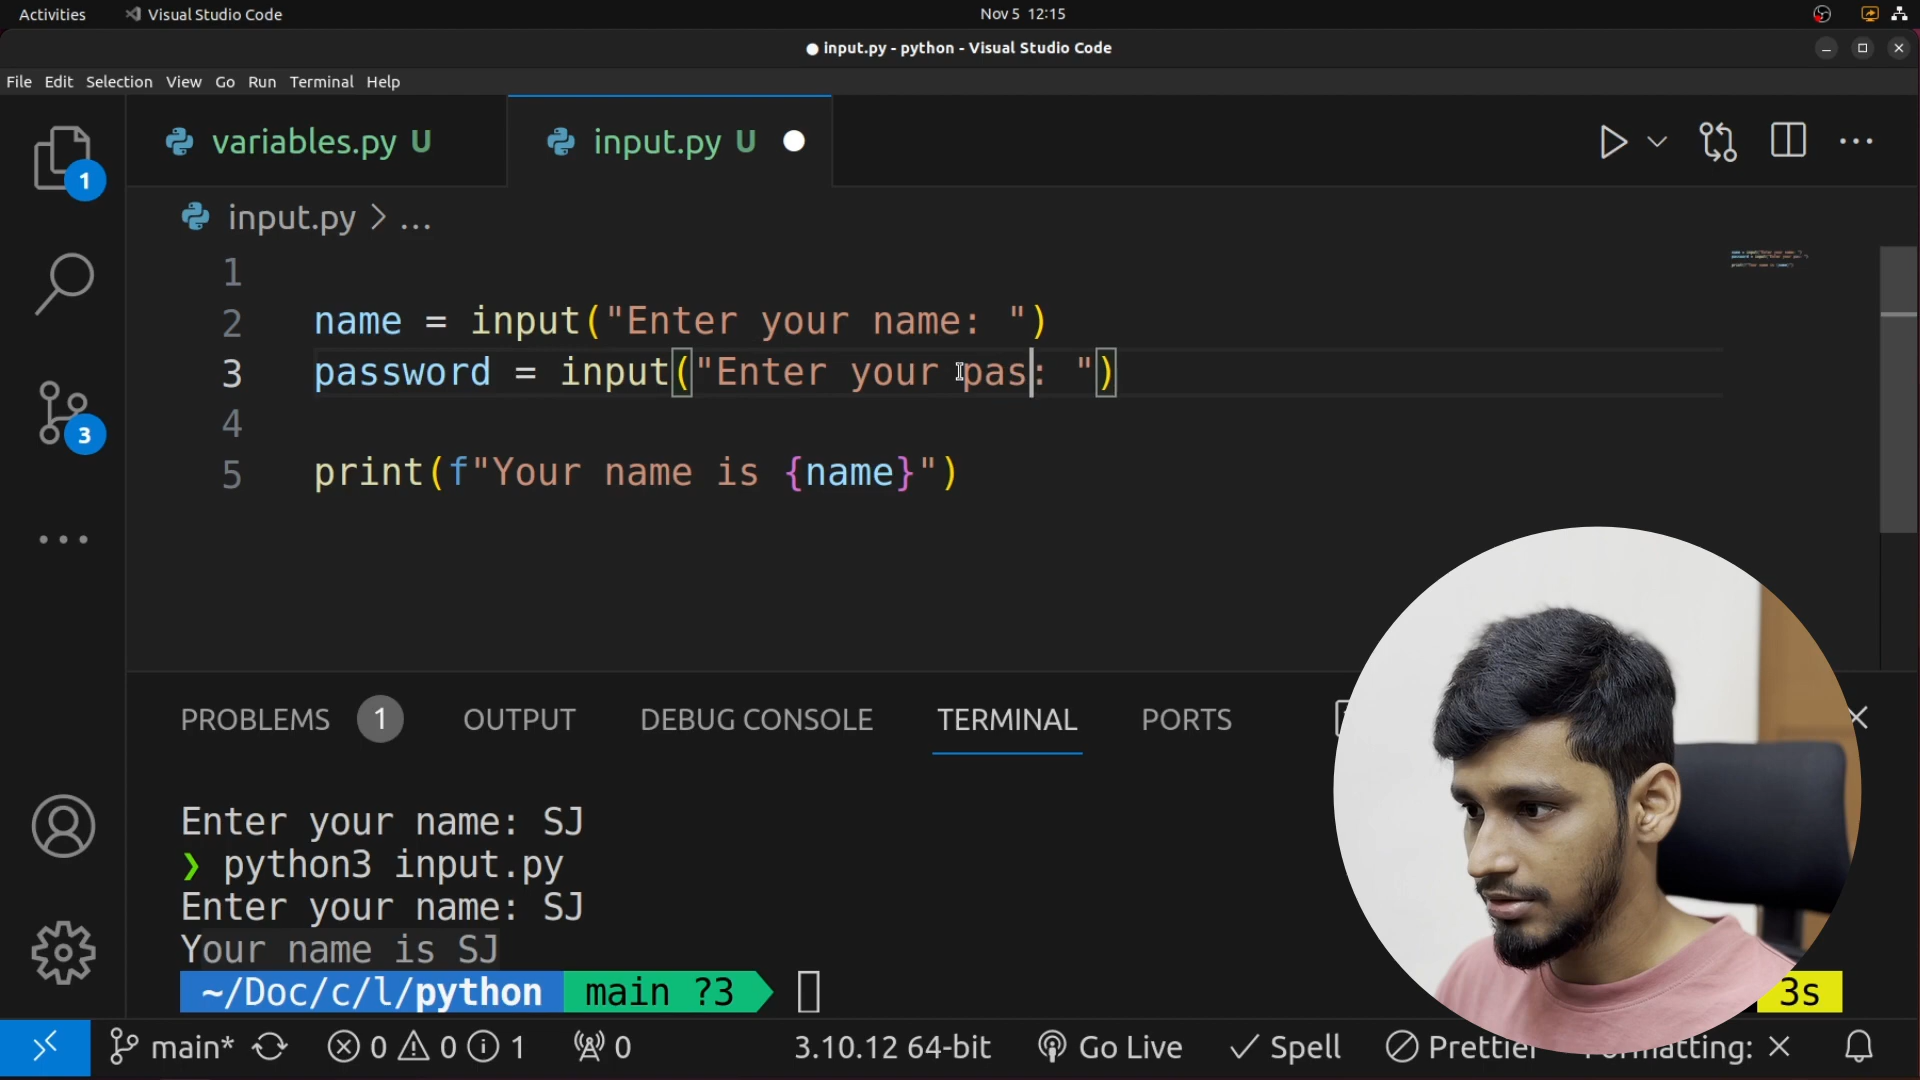 Activities Visual Studio Code Nov 5 12:15
input.py - python - Visual Studio Code
File Edit Selection View Go Run Terminal Help
variables.py U input.py U
1
input.py > ...
1
2 name = input("Enter your name: ")
3 password = input("Enter your pas: ")
4
5 print(f"Your name is {name}")
3
PROBLEMS 1 OUTPUT DEBUG CONSOLE TERMINAL PORTS
Enter your name: SJ
❯ python3 input.py
Enter your name: SJ
Your name is SJ
~/Doc/c/l/python main ?3 3s
main* 0 0 1 0 3.10.12 64-bit Go Live Spell Prettier Formatting: